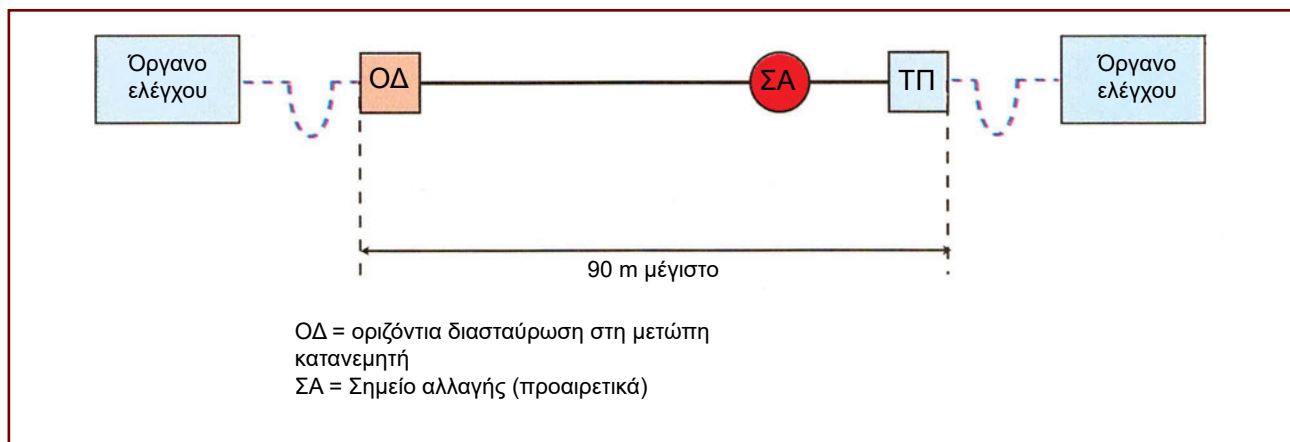 Όργανο
ελέγχου
ΟΔ
ΣΑ
ΤΠ
Όργανο
ελέγχου
90 m μέγιστο
ΟΔ = οριζόντια διασταύρωση στη μετώπη
κατανεμητή
ΣΑ = Σημείο αλλαγής (προαιρετικά)